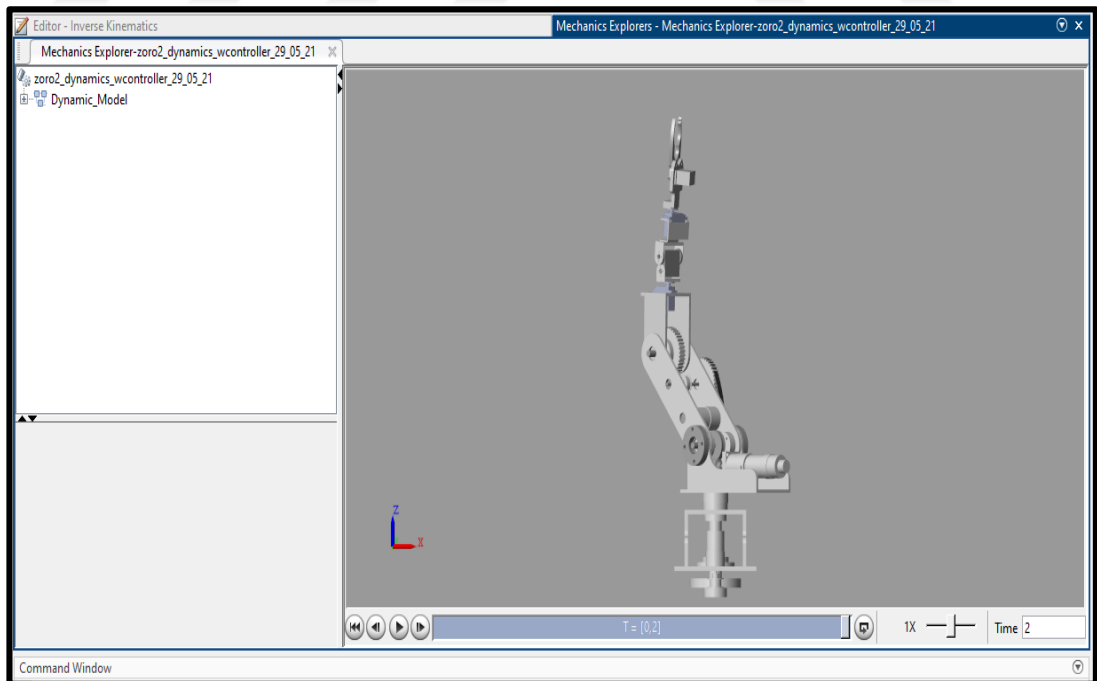 Editor - Inverse Kinematics
Mechanics Explorers - Mechanics Explorer-zoro2_dynamics_wcontroller_29_05_21
Mechanics Explorer-zoro2_dynamics_wcontroller_29_05_21
zoro2_dynamics_wcontroller_29_05_21
Dynamic_Model
Z
X
T = [0,2]
1X
Time 2
Command Window